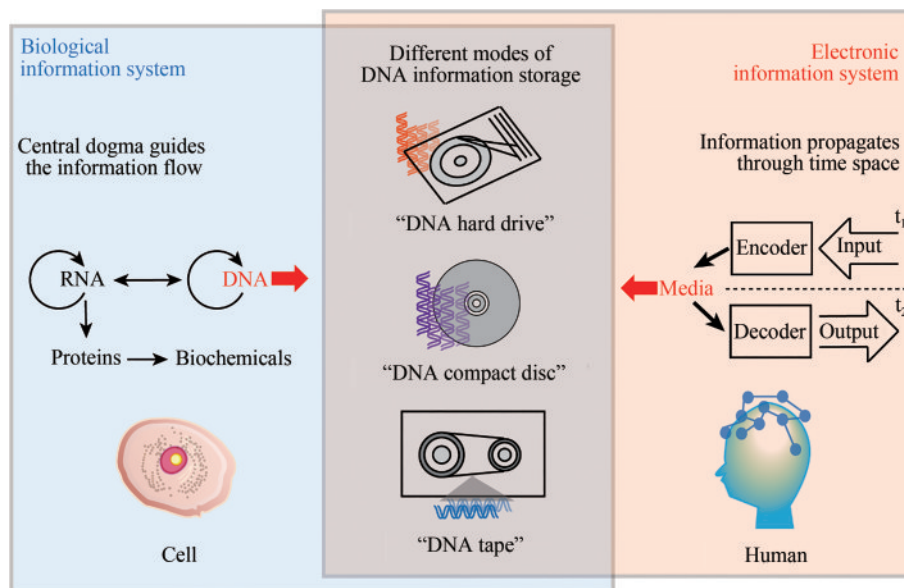 Biological
information system
Central dogma guides
the information flow
RNA
DNA
Proteins
Biochemicals
Cell
Different modes of
DNA information storage
“DNA hard drive”
“DNA compact disc”
“DNA tape”
Electronic
information system
Information propagates
through time space
t1
Encoder
Input
Media
Decoder
Output
t2
Human